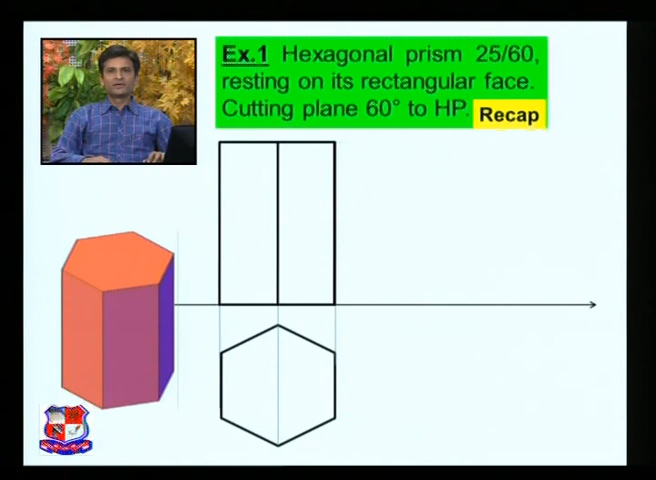 Ex.1 Hexagonal prism 25/60,
resting on its rectangular face.
Cutting plane 60° to HP.
Recap